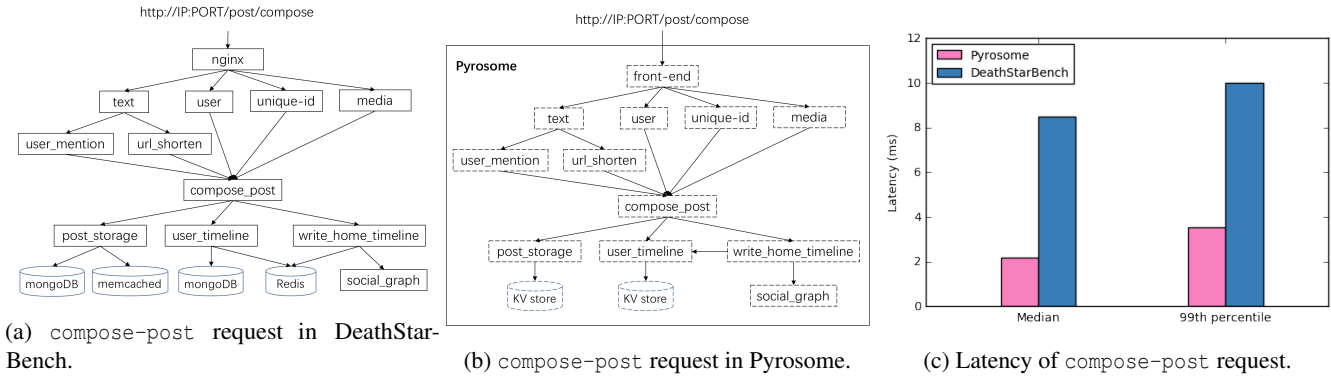 http://IP:PORT/post/compose
nginx
text
user
unique-id
media
user_mention
url_shorten
compose_post
post_storage
user_timeline
write_home_timeline
mongoDB
memcached
mongoDB
Redis
social_graph
(a) compose-post request in DeathStar-
Bench.
http://IP:PORT/post/compose
Pyrosome
front-end
text
user
unique-id
media
user_mention
url_shorten
compose_post
post_storage
user_timeline
write_home_timeline
KV store
KV store
social_graph
(b) compose-post request in Pyrosome.
12
10
8
6
4
2
0
Latency (ms)
Pyrosome
DeathStarBench
Median
99th percentile
(c) Latency of compose-post request.